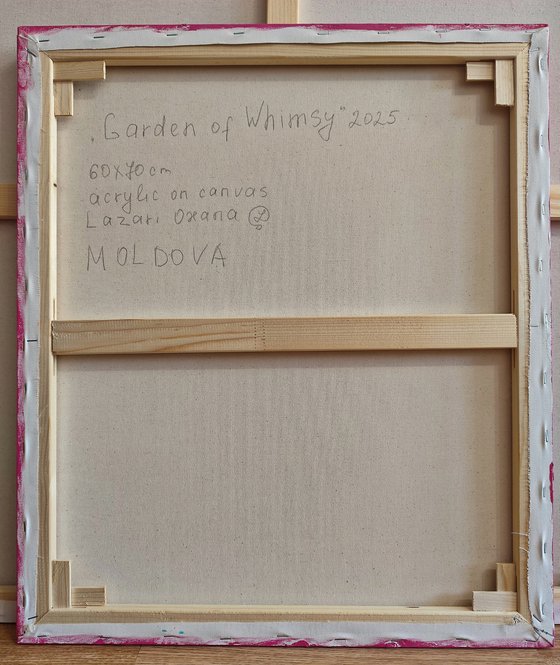 „Garden of Whimsy" 2025
60x70cm
acrylic on canvas
Lazari Oxana
MOLDOVA